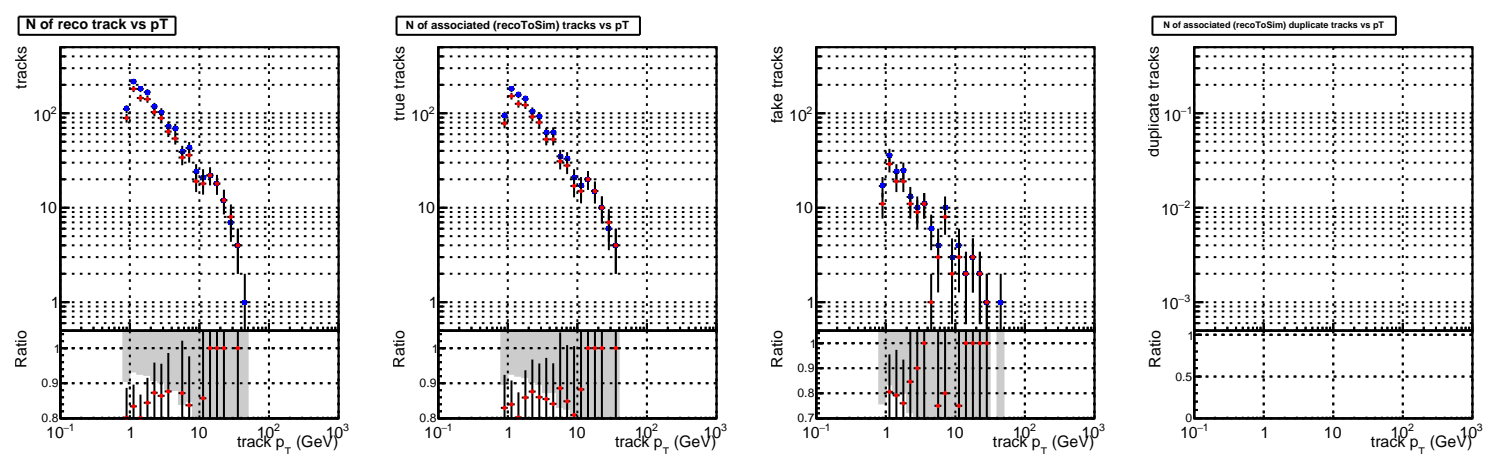 N of reco track vs pT
tracks
10²
10
1
Ratio
1
0.9
0.8
10⁻¹ 1 10 10² 10³
track p_T (GeV)
N of associated (recoToSim) tracks vs pT
true tracks
10²
10
1
Ratio
1
0.9
0.8
10⁻¹ 1 10 10² 10³
track p_T (GeV)
fake tracks
10²
10
1
Ratio
1
0.9
0.8
0.7
10⁻¹ 1 10 10² 10³
track p_T (GeV)
N of associated (recoToSim) duplicate tracks vs pT
duplicate tracks
10⁻¹
10⁻²
10⁻³
Ratio
1
0.5
0
10⁻¹ 1 10 10² 10³
track p_T (GeV)